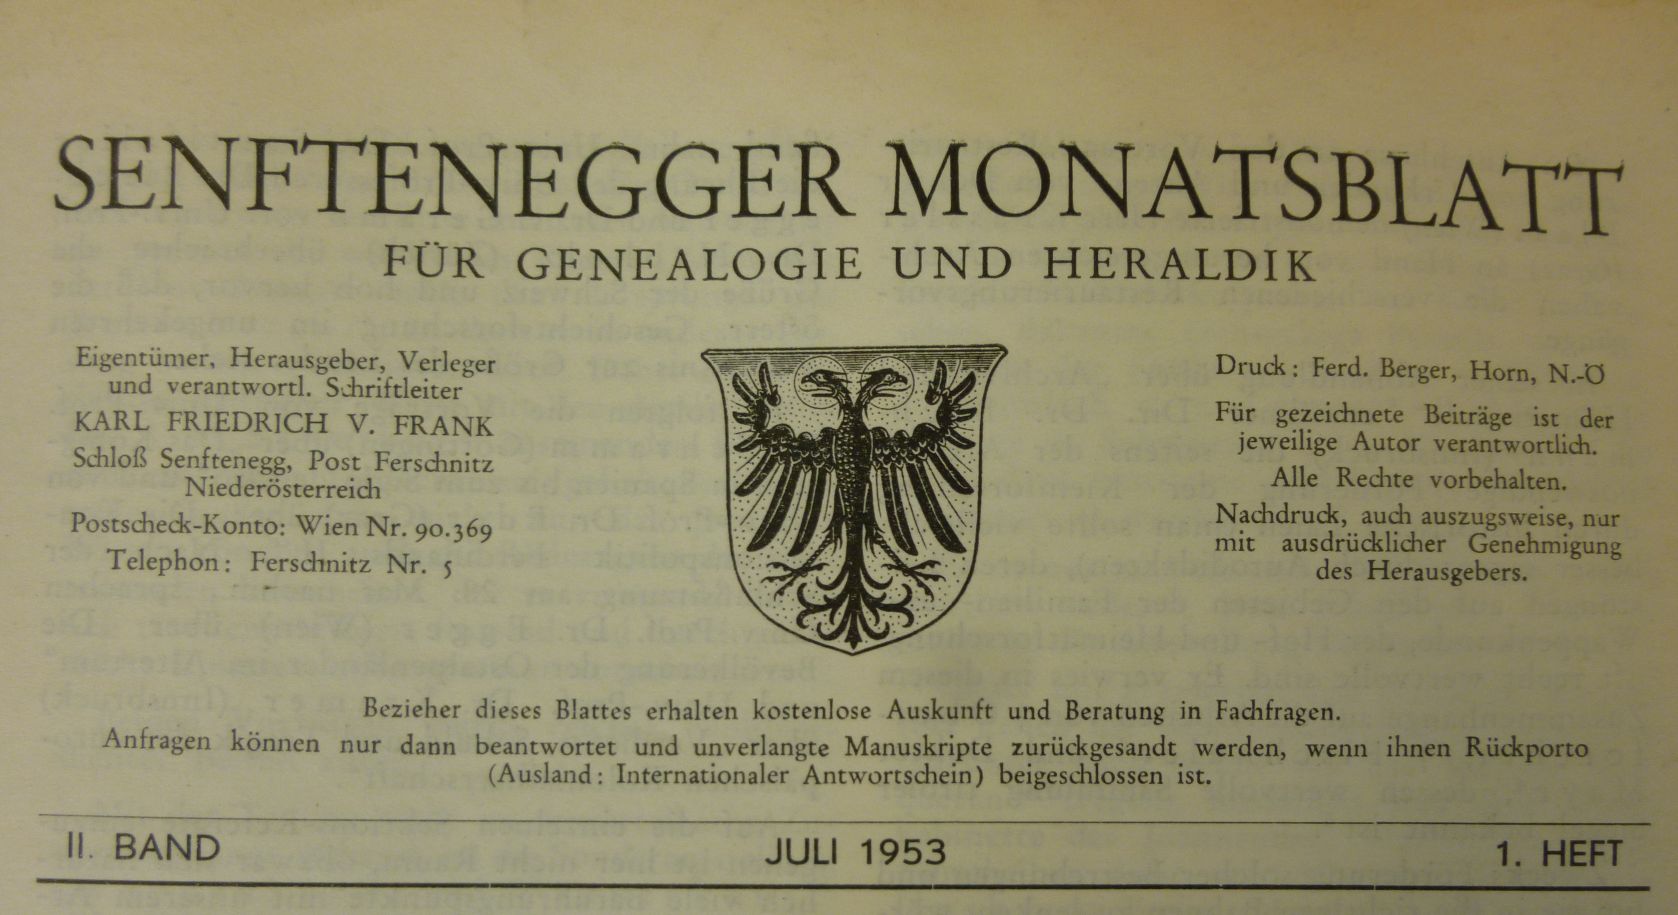 SENFTENEGGER MONATSBLATT
FÜR GENEALOGIE UND HERALDIK
Eigentümer, Herausgeber, Verleger
und verantwortl. Schriftleiter
KARL FRIEDRICH V. FRANK
Schloß Senftenegg, Post Ferschnitz
Niederösterreich
Postscheck-Konto: Wien Nr. 90.369
Telephon: Ferschnitz Nr. 5
Druck: Ferd. Berger, Horn, N.-Ö
Für gezeichnete Beiträge ist der
jeweilige Autor verantwortlich.
Alle Rechte vorbehalten.
Nachdruck, auch auszugsweise, nur
mit ausdrücklicher Genehmigung
des Herausgebers.
Bezieher dieses Blattes erhalten kostenlose Auskunft und Beratung in Fachfragen.
Anfragen können nur dann beantwortet und unverlangte Manuskripte zurückgesandt werden, wenn ihnen Rückporto
(Ausland: Internationaler Antwortschein) beigeschlossen ist.
II. BAND JULI 1953 1. HEFT